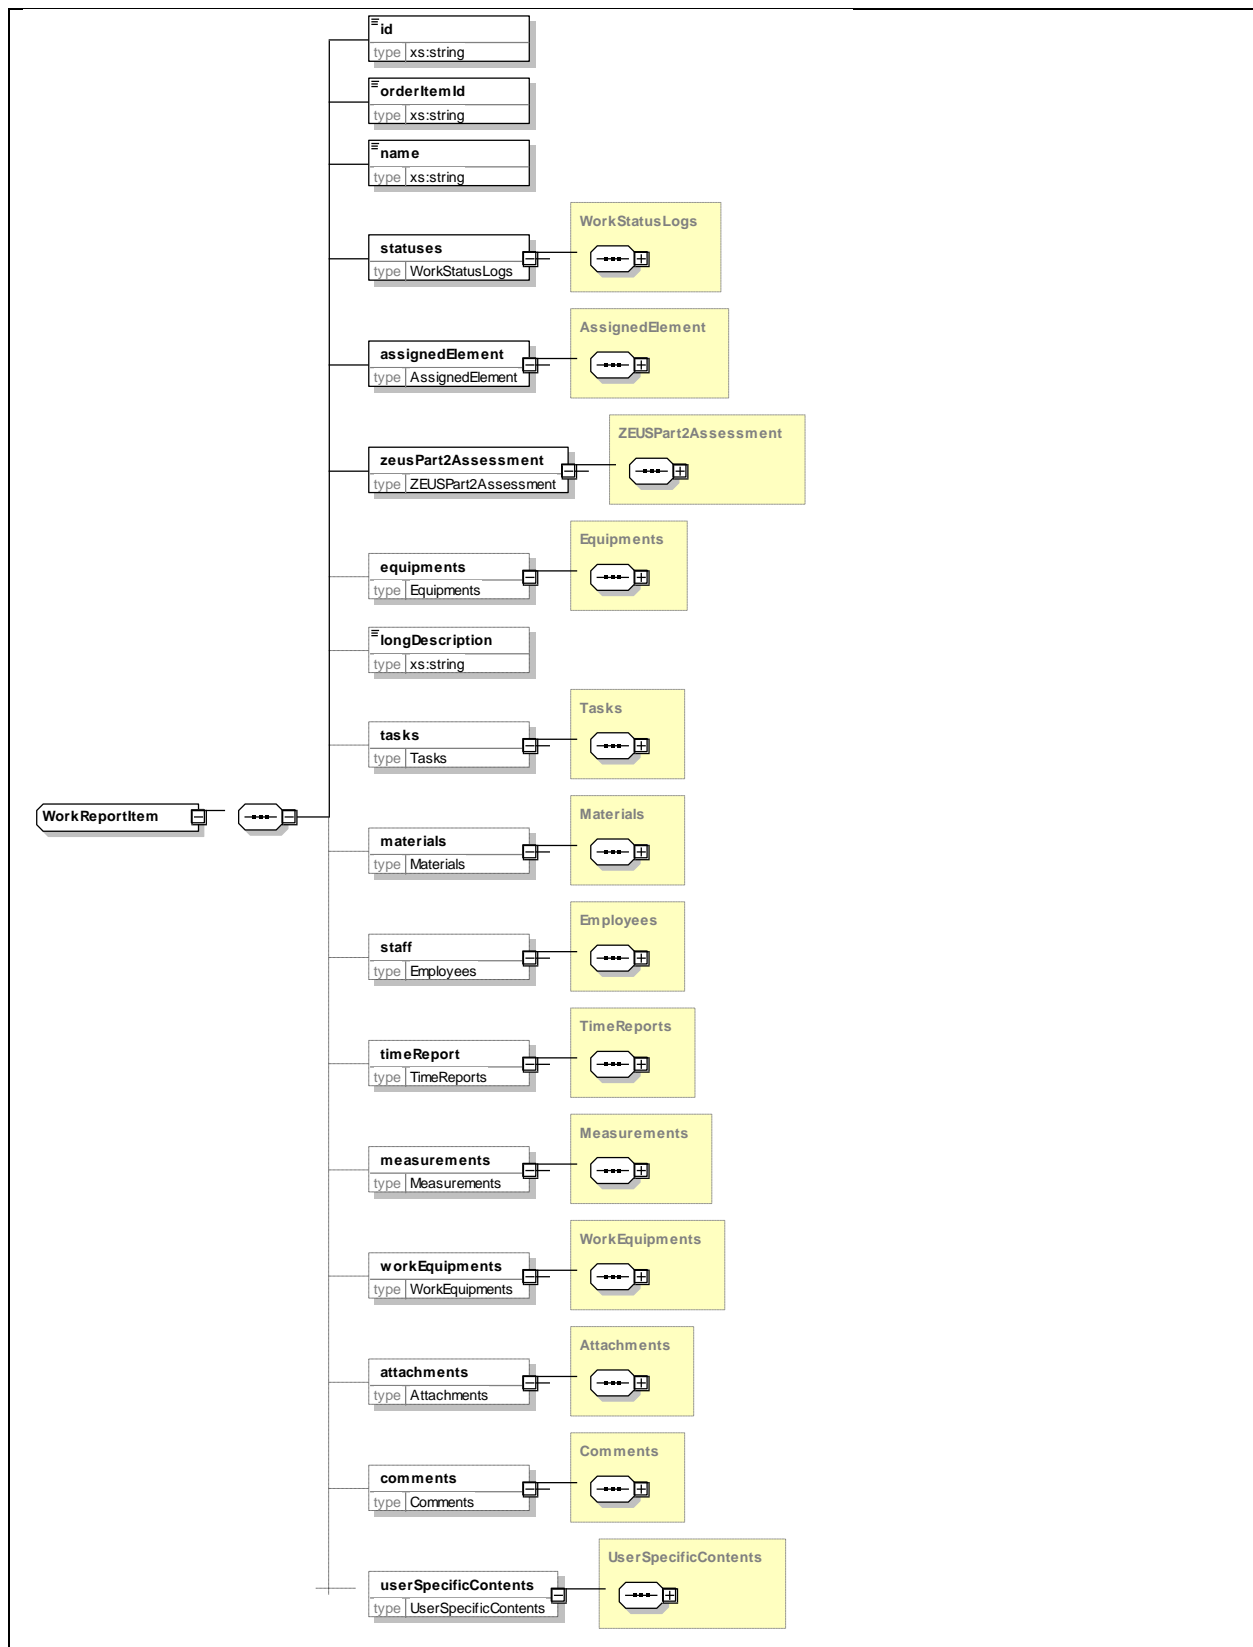 id
type xs:string
orderItemId
type xs:string
name
type xs:string
WorkStatusLogs
statuses
type WorkStatusLogs
AssignedElement
assignedElement
type AssignedElement
ZEUSPart2Assessment
zeusPart2Assessment
type ZEUSPart2Assessment
Equipments
equipments
type Equipments
longDescription
type xs:string
Tasks
tasks
type Tasks
WorkReportItem
Materials
materials
type Materials
Employees
staff
type Employees
TimeReports
timeReport
type TimeReports
Measurements
measurements
type Measurements
WorkEquipments
workEquipments
type WorkEquipments
Attachments
attachments
type Attachments
Comments
comments
type Comments
UserSpecificContents
userSpecificContents
type UserSpecificContents